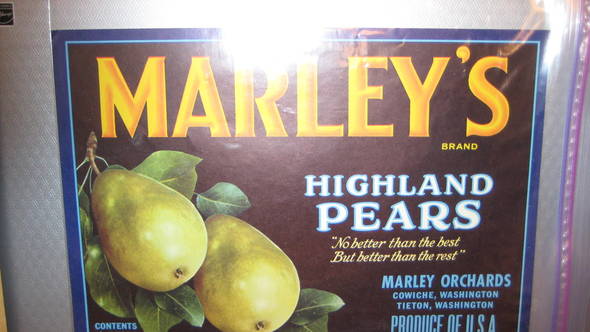 MARLEY'S
BRAND
HIGHLAND
PEARS
"No better than the best
But better than the rest"
MARLEY ORCHARDS
COWICHE, WASHINGTON
TIETON, WASHINGTON
PRODUCE OF U.S.A
CONTENTS